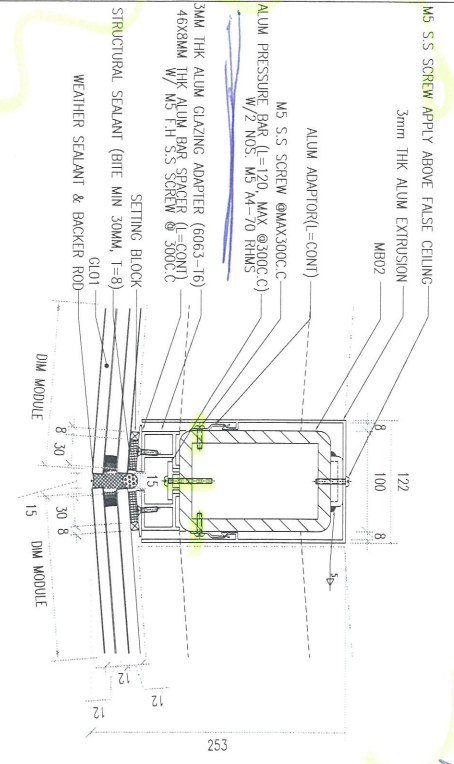 M5 S.S SCREW APPLY ABOVE FALSE CEILING
3mm THK ALUM EXTRUSION
MB02
ALUM ADAPTOR(L=CONT)
M5 S.S SCREW @MAX300C.C
ALUM PRESSURE BAR (L=120, MAX @300C.C)
W/2 NOS. M5 A4-70 RHMS
3MM THK ALUM GLAZING ADAPTER (6063-T6)
46X8MM THK ALUM BAR SPACER (L=CONT)
W/ M5 F.H S.S SCREW @ 300C.C
SETTING BLOCK
STRUCTURAL SEALANT (BITE MIN 30MM, T=8)
GL01
WEATHER SEALANT & BACKER ROD
8
100
8
122
5
15
8
30
15
30
8
DIM MODULE
DIM MODULE
12
12
12
253